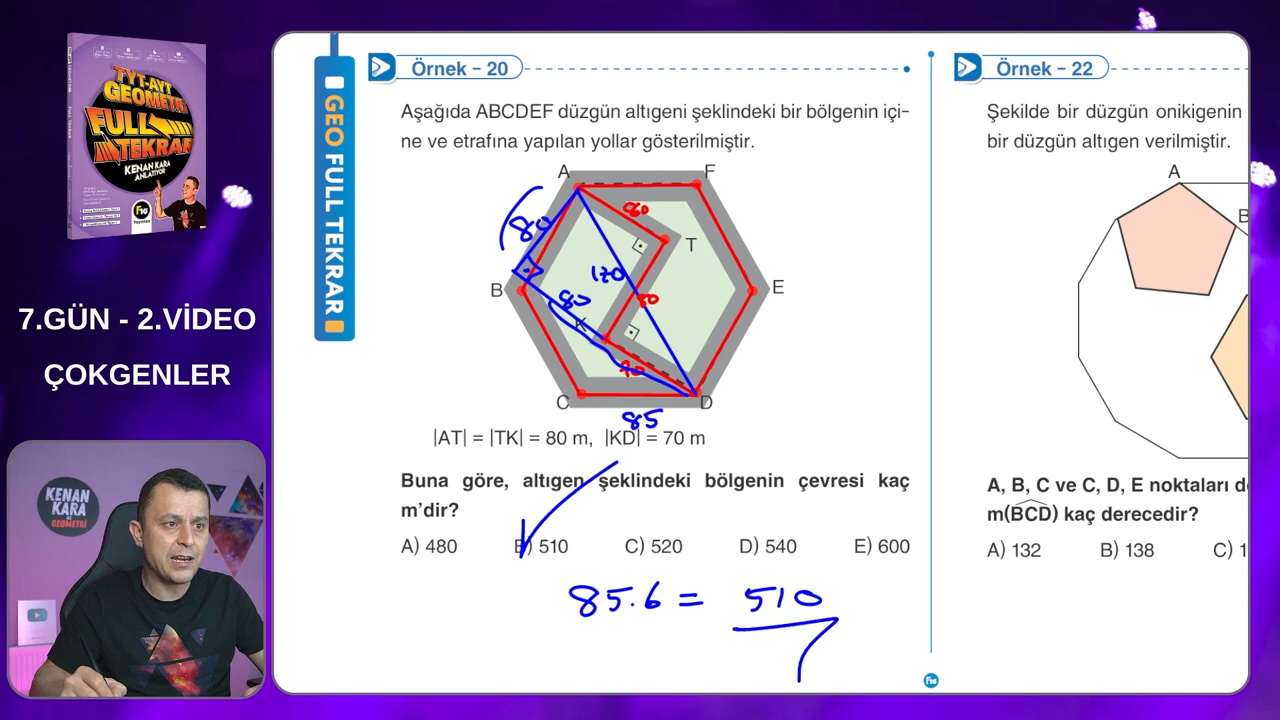 TYT-AYT
GEOMETRİ
FULL
TEKRAR
KENAN KARA
ANLATIYOR
7.GÜN - 2.VİDEO
ÇOKGENLER
KENAN
KARA
GEOMETRİ
GEO FULL TEKRAR
Örnek – 20
Aşağıda ABCDEF düzgün altıgeni şeklindeki bir bölgenin içi-
ne ve etrafına yapılan yollar gösterilmiştir.
A
F
80
80
T
B
E
80
K
80
70
C
D
85
|AT| = |TK| = 80 m, |KD| = 70 m
Buna göre, altıgen şeklindeki bölgenin çevresi kaç
m'dir?
A) 480 B) 510 C) 520 D) 540 E) 600
85.6 = 510
Örnek – 22
Şekilde bir düzgün onikigenin
bir düzgün altıgen verilmiştir.
A
B
A, B, C ve C, D, E noktaları
m(BCD) kaç derecedir?
A) 132 B) 138 C) 1